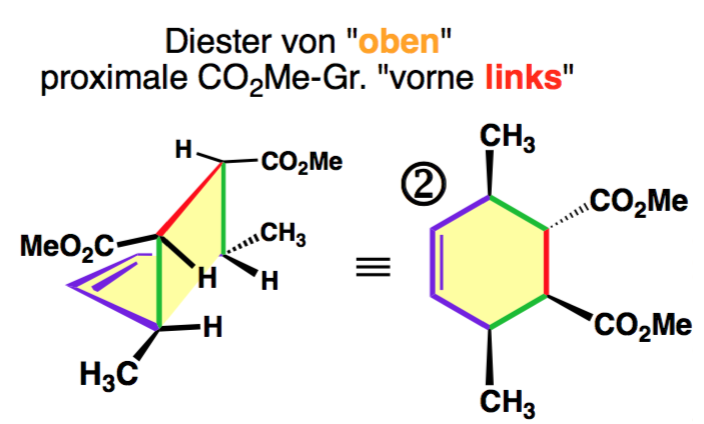 Diester von "oben"
proximale CO₂Me-Gr. "vorne links"
CH₃
H
CO₂Me
②
CO₂Me
MeO₂C
CH₃
H
H
≡
H
CO₂Me
H₃C
CH₃